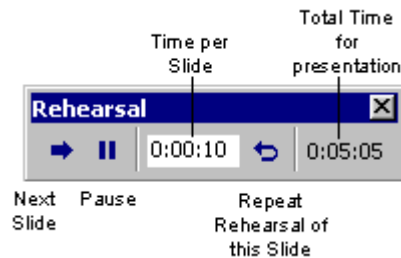 Total Time
for
presentation
Time per
Slide
Rehearsal
0:00:10
0:05:05
Next
Slide
Pause
Repeat
Rehearsal of
this Slide